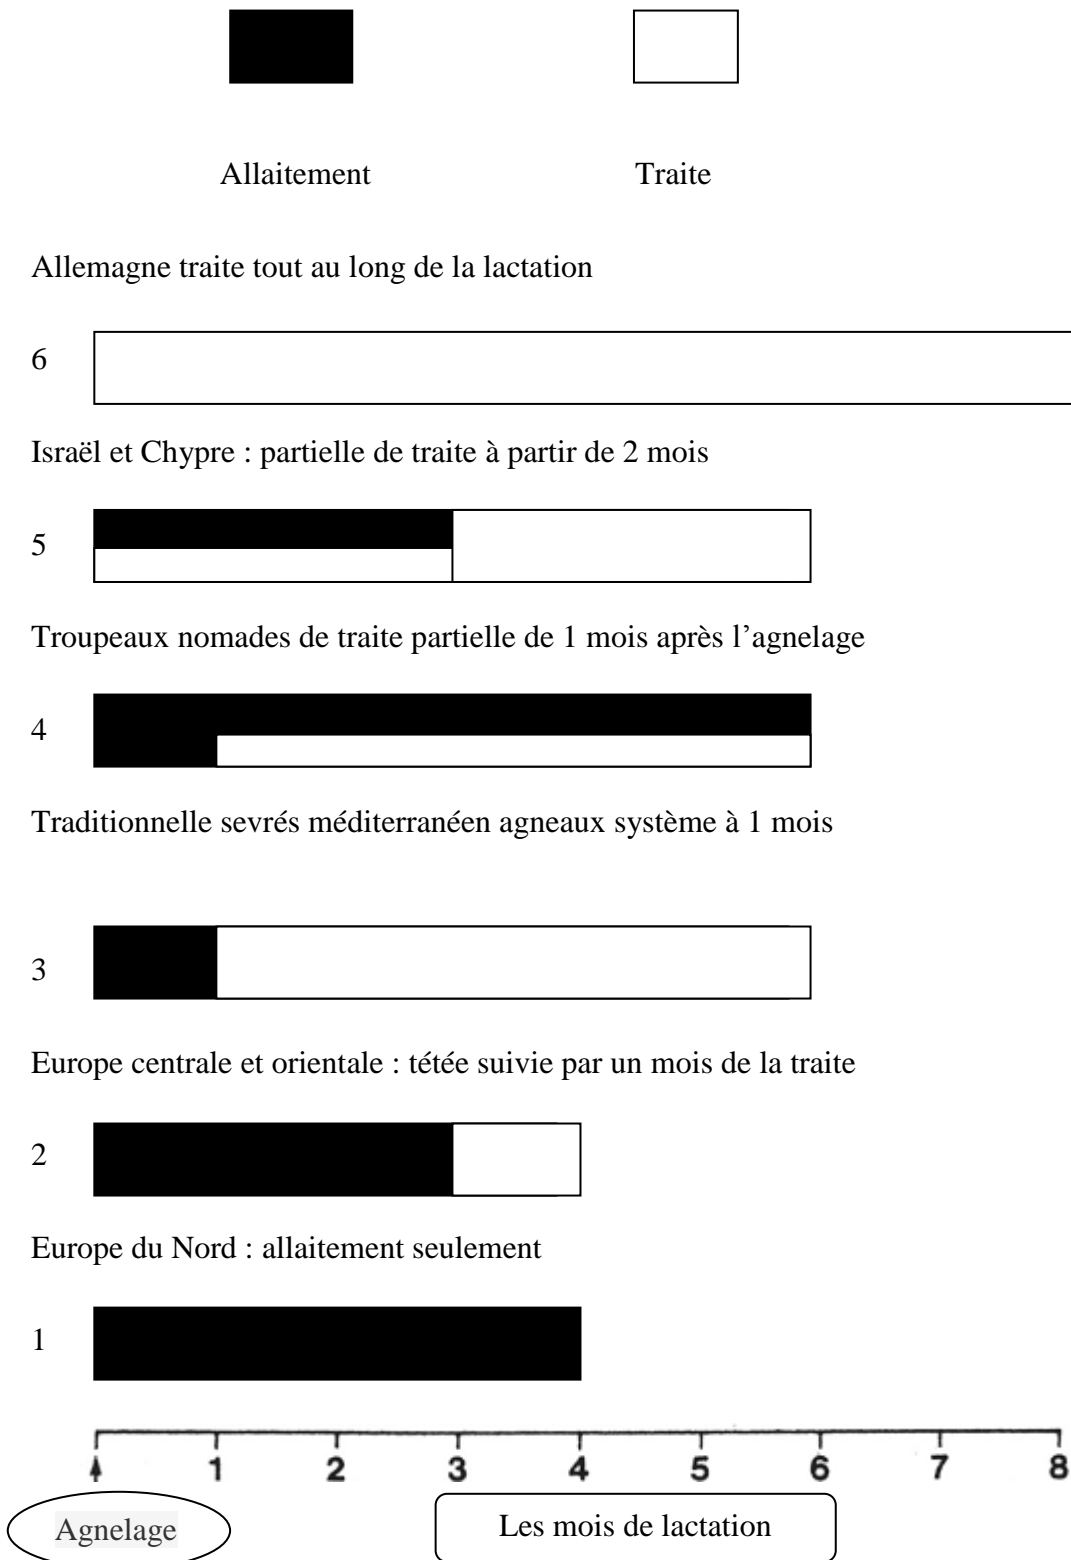 Allaitement Traite
Allemagne traite tout au long de la lactation
6
Israël et Chypre : partielle de traite à partir de 2 mois
5
Troupeaux nomades de traite partielle de 1 mois après l’agnelage
4
Traditionnelle sevrés méditerranéen agneaux système à 1 mois
3
Europe centrale et orientale : tétée suivie par un mois de la traite
2
Europe du Nord : allaitement seulement
1
1 2 3 4 5 6 7 8
Agnelage Les mois de lactation